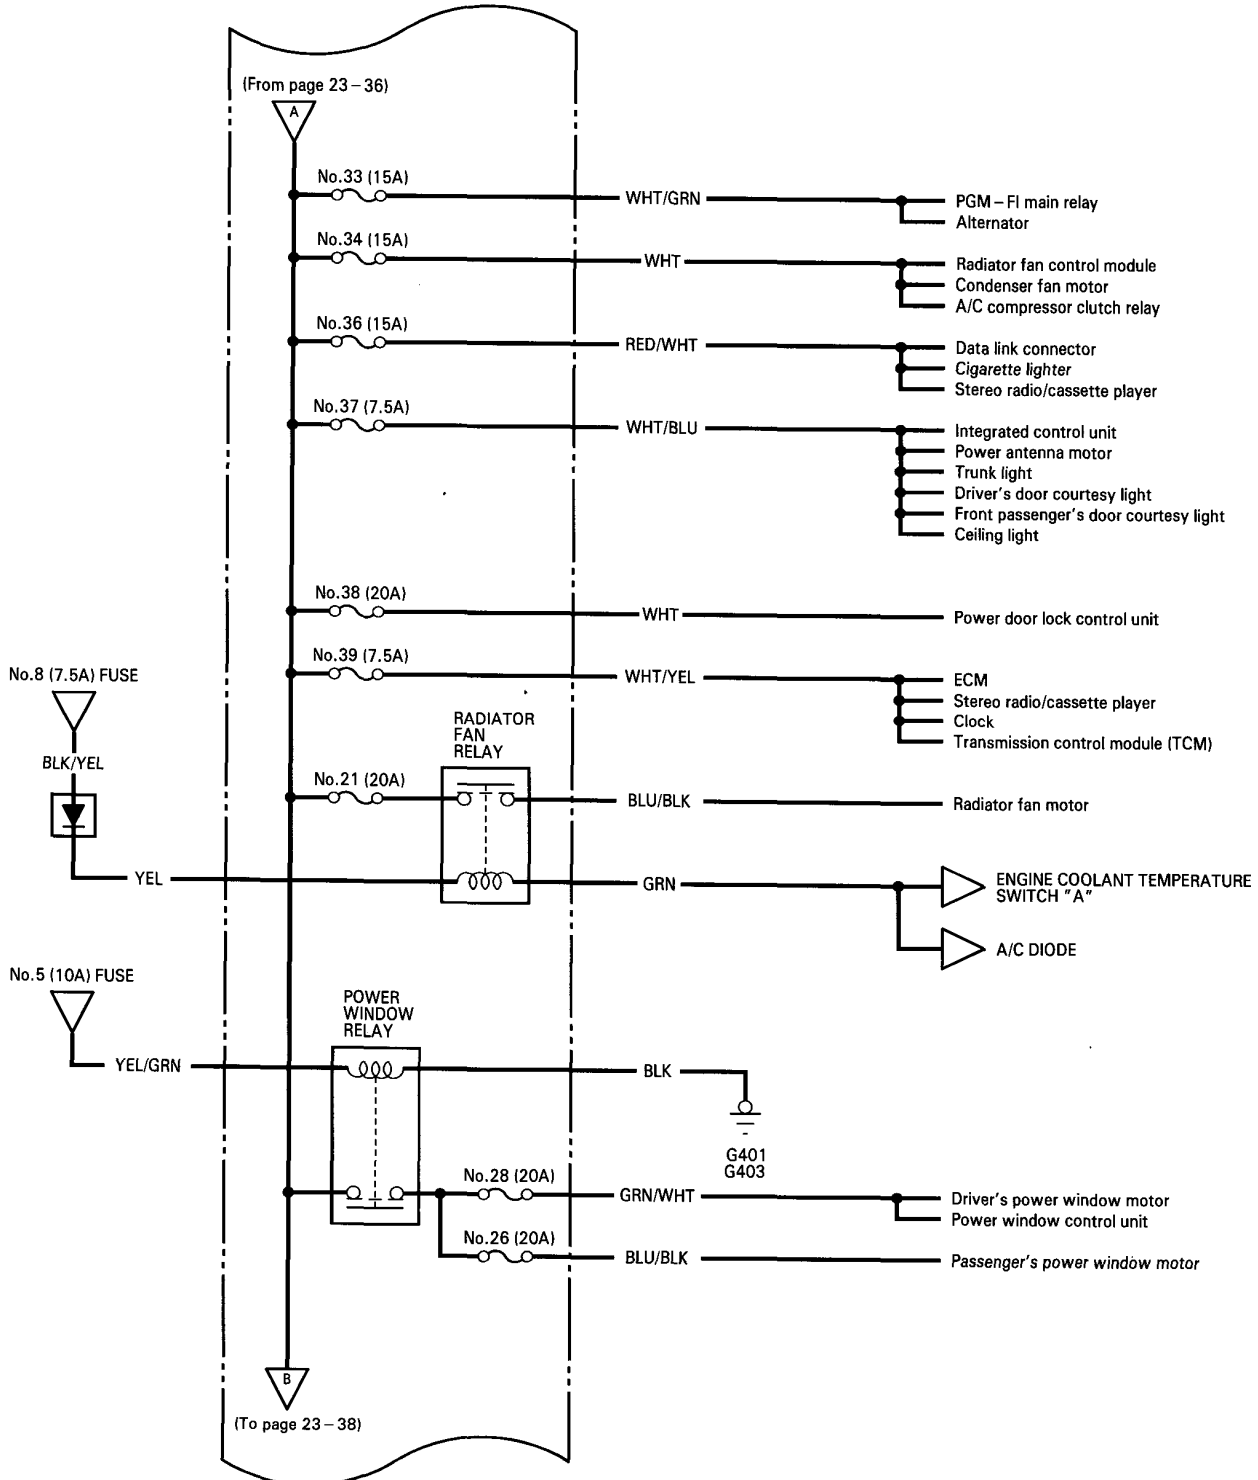 (From page 23 – 36)
A
No.33 (15A)
WHT/GRN
PGM – FI main relay
Alternator
No.34 (15A)
WHT
Radiator fan control module
Condenser fan motor
A/C compressor clutch relay
No.36 (15A)
RED/WHT
Data link connector
Cigarette lighter
Stereo radio/cassette player
No.37 (7.5A)
WHT/BLU
Integrated control unit
Power antenna motor
Trunk light
Driver's door courtesy light
Front passenger's door courtesy light
Ceiling light
No.38 (20A)
WHT
Power door lock control unit
No.39 (7.5A)
WHT/YEL
ECM
Stereo radio/cassette player
Clock
Transmission control module (TCM)
No.8 (7.5A) FUSE
BLK/YEL
RADIATOR
FAN
RELAY
No.21 (20A)
BLU/BLK
Radiator fan motor
YEL
GRN
ENGINE COOLANT TEMPERATURE
SWITCH "A"
A/C DIODE
No.5 (10A) FUSE
YEL/GRN
POWER
WINDOW
RELAY
BLK
G401
G403
No.28 (20A)
GRN/WHT
Driver's power window motor
Power window control unit
No.26 (20A)
BLU/BLK
Passenger's power window motor
B
(To page 23 – 38)